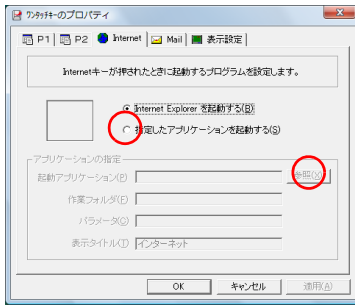 ワンタッチキーのプロパティ
P1 P2 Internet Mail 表示設定
Internetキーが押されたときに起動するプログラムを設定します。
Internet Explorer を起動する(B)
指定したアプリケーションを起動する(S)
アプリケーションの指定
起動アプリケーション(P) 参照(X)
作業フォルダ(F)
パラメータ(O)
表示タイトル(T) インターネット
OK キャンセル 適用(A)